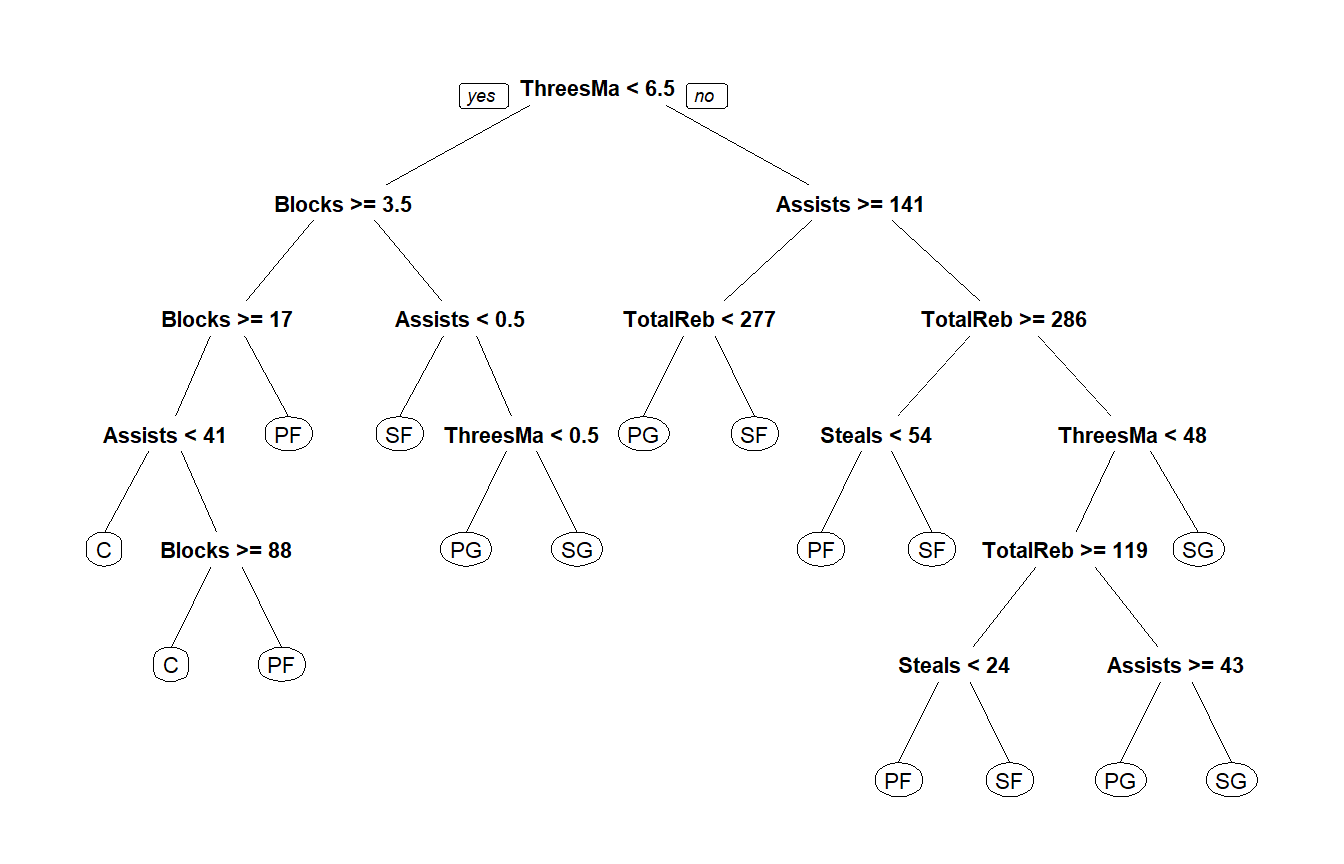 yes ThreesMa < 6.5 no
Blocks >= 3.5 Assists >= 141
Blocks >= 17 Assists < 0.5 TotalReb < 277 TotalReb >= 286
Assists < 41 PF SF ThreesMa < 0.5 PG SF Steals < 54 ThreesMa < 48
C Blocks >= 88 PG SG PF SF TotalReb >= 119 SG
C PF Steals < 24 Assists >= 43
PF SF PG SG